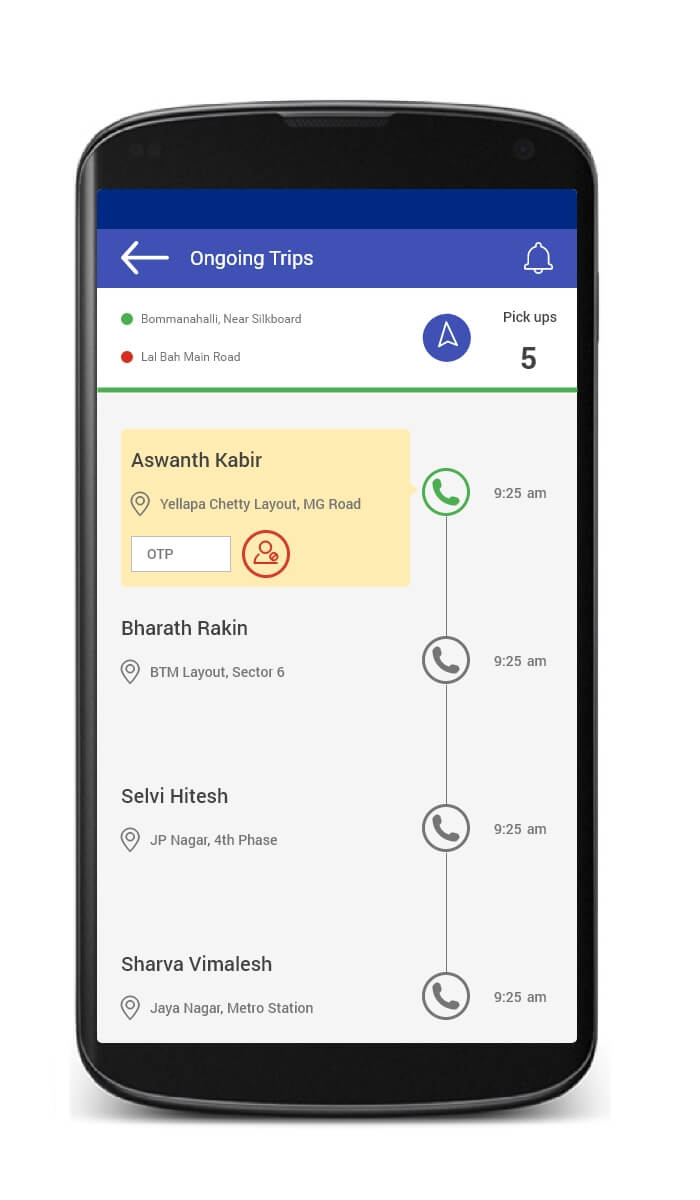 Ongoing Trips
Bommanahalli, Near Silkboard
Lal Bah Main Road
Pick ups
5
Aswanth Kabir
Yellapa Chetty Layout, MG Road
OTP
9:25 am
Bharath Rakin
BTM Layout, Sector 6
9:25 am
Selvi Hitesh
JP Nagar, 4th Phase
9:25 am
Sharva Vimalesh
Jaya Nagar, Metro Station
9:25 am